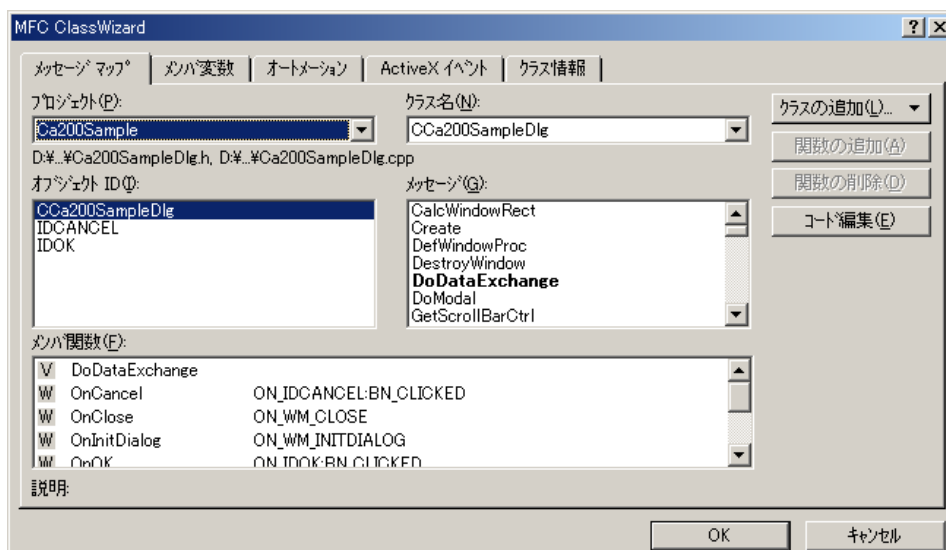 MFC ClassWizard
メッセージ マップ メンバ変数 オートメーション ActiveX イベント クラス情報
プロジェクト(P): クラス名(N):
Ca200Sample CCa200SampleDlg クラスの追加(L)...
D:¥...¥Ca200SampleDlg.h, D:¥...¥Ca200SampleDlg.cpp 関数の追加(A)
オブジェクト ID(I): メッセージ(G): 関数の削除(D)
CCa200SampleDlg CalcWindowRect コード編集(E)
IDCANCEL Create
IDOK DefWindowProc
DestroyWindow
DoDataExchange
DoModal
GetScrollBarCtrl
メンバ関数(F):
V DoDataExchange
W OnCancel ON_IDCANCEL:BN_CLICKED
W OnClose ON_WM_CLOSE
W OnInitDialog ON_WM_INITDIALOG
W OnOK ON_IDOK:BN_CLICKED
説明:
OK キャンセル